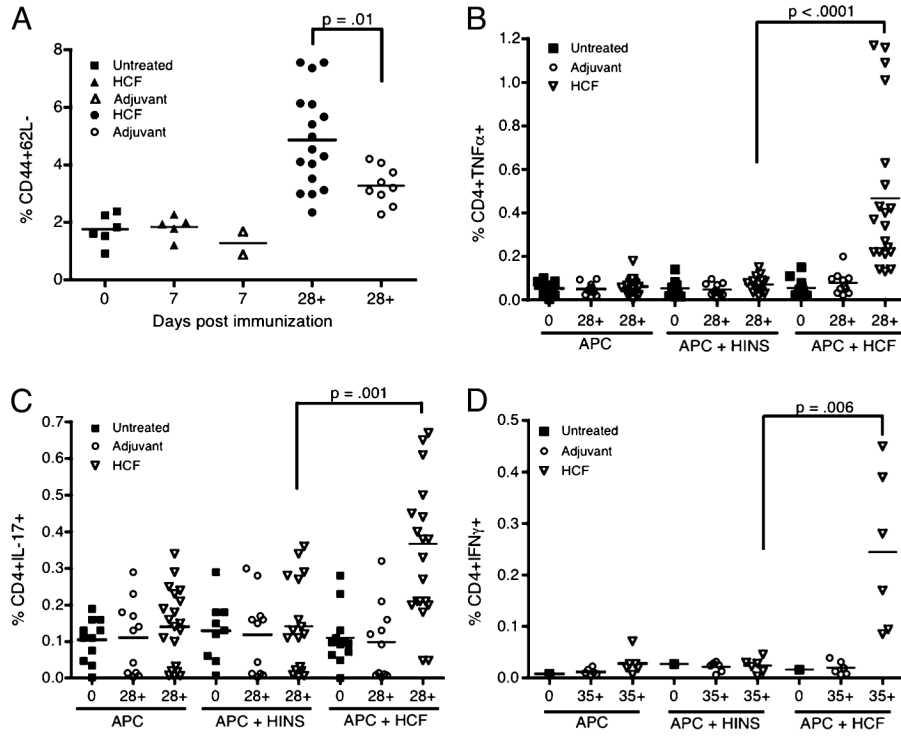 A
p = .01
8
6
4
2
0
% CD44+62L-
Untreated
HCF
Adjuvant
HCF
Adjuvant
0 7 7 28+ 28+
Days post immunization
B
p < .0001
1.2
1.0
0.8
0.6
0.4
0.2
0.0
% CD4+TNFα+
Untreated
Adjuvant
HCF
0 28+ 28+ 0 28+ 28+ 0 28+ 28+
APC APC + HINS APC + HCF
C
p = .001
0.7
0.6
0.5
0.4
0.3
0.2
0.1
0.0
% CD4+IL-17+
Untreated
Adjuvant
HCF
0 28+ 28+ 0 28+ 28+ 0 28+ 28+
APC APC + HINS APC + HCF
D
p = .006
0.5
0.4
0.3
0.2
0.1
0.0
% CD4+IFNγ+
Untreated
Adjuvant
HCF
0 35+ 35+ 0 35+ 35+ 0 35+ 35+
APC APC + HINS APC + HCF